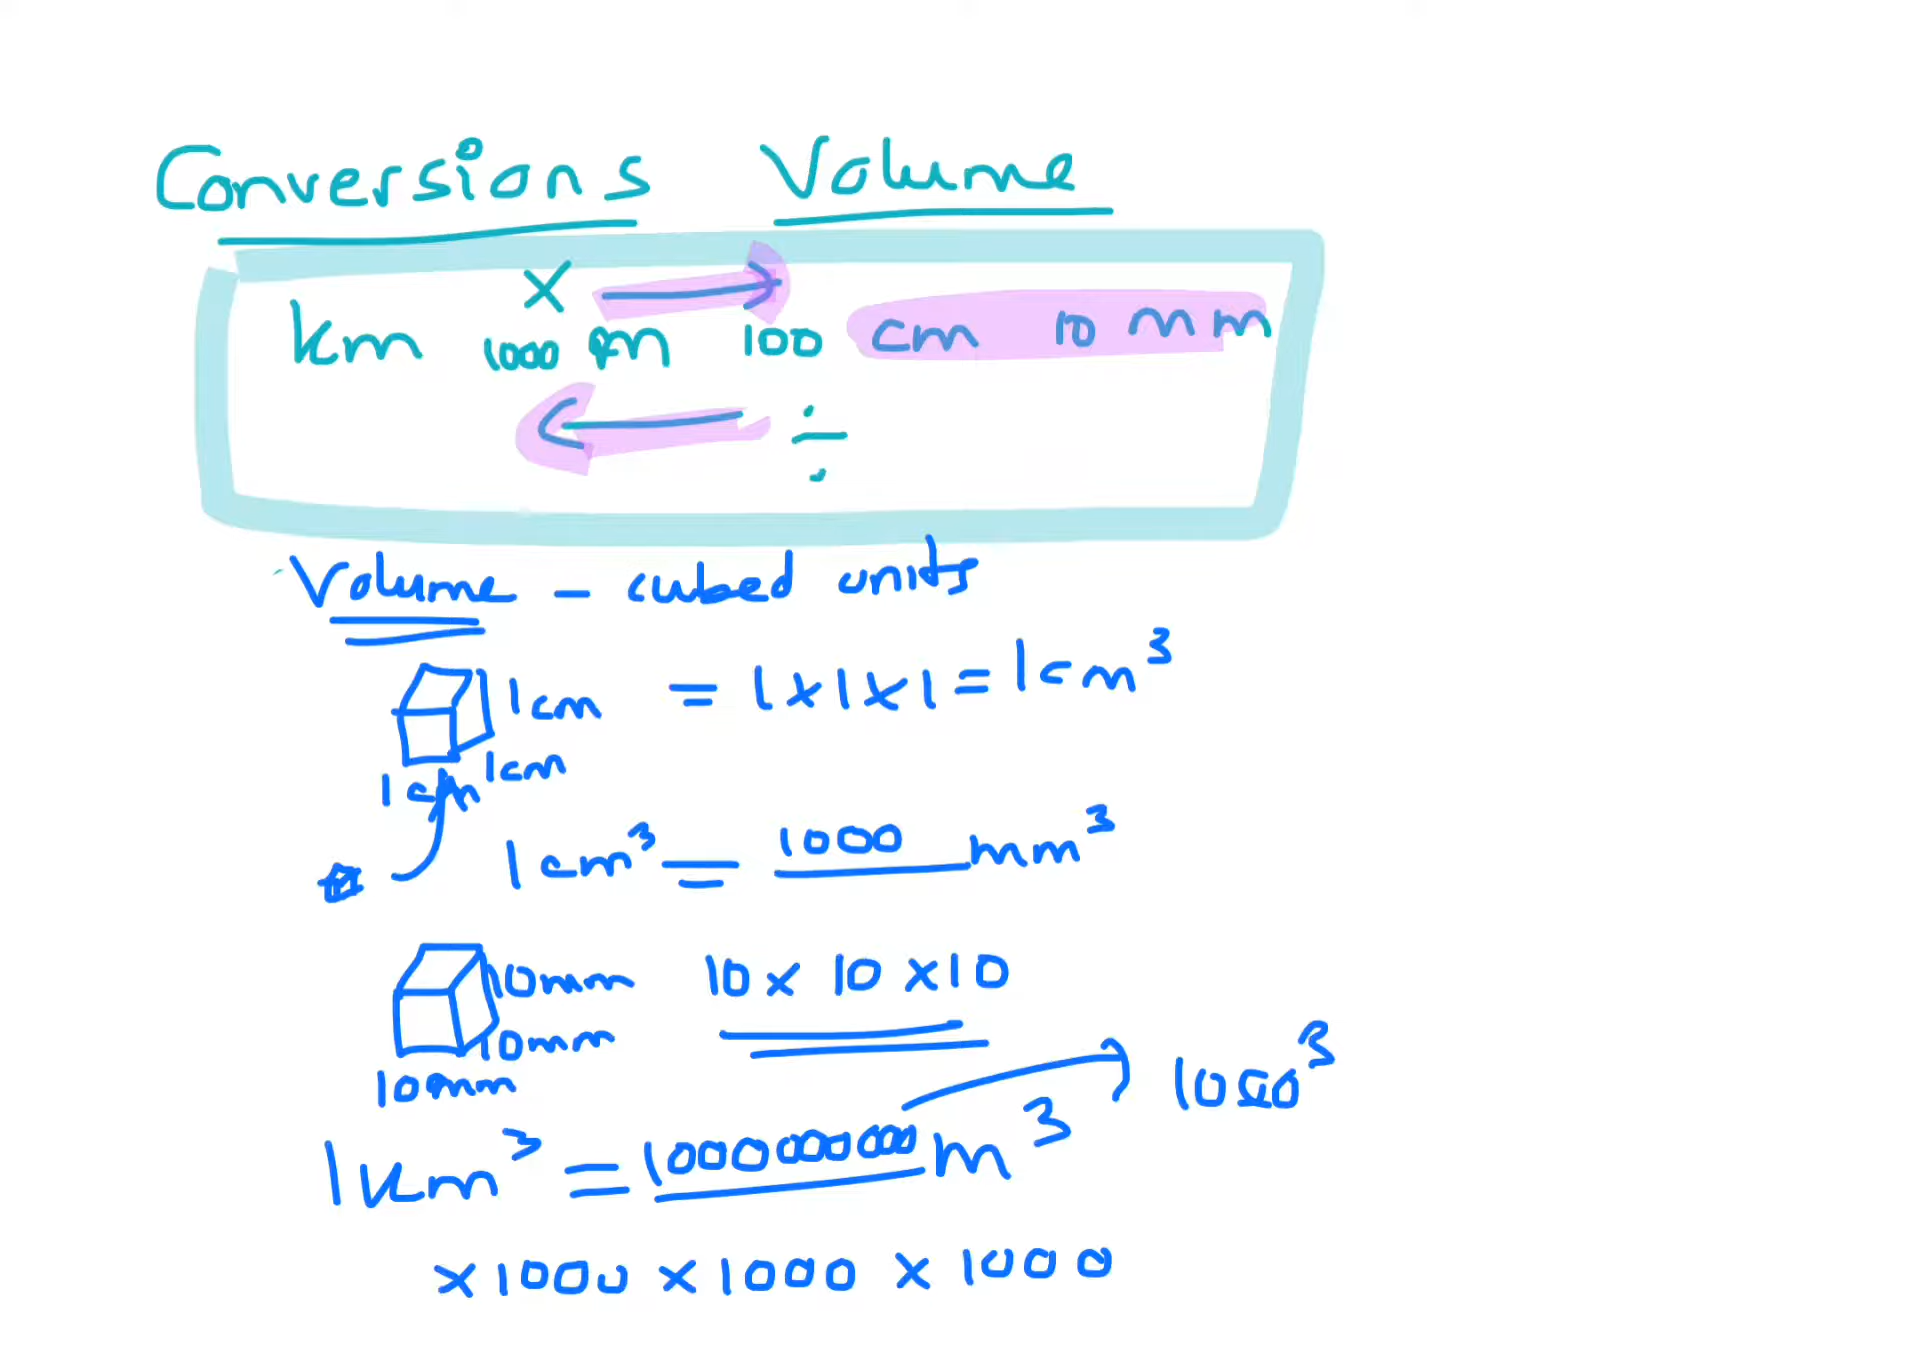 Conversions Volume
×
km 1000 m 100 cm 10 mm
÷
Volume - cubed units
1cm = 1×1×1 = 1cm³
1cm
1cm
1cm³ = 1000 mm³
10mm 10 × 10 × 10
10mm
10mm
1000³
1km³ = 1000000000 m³
×1000 ×1000 ×1000